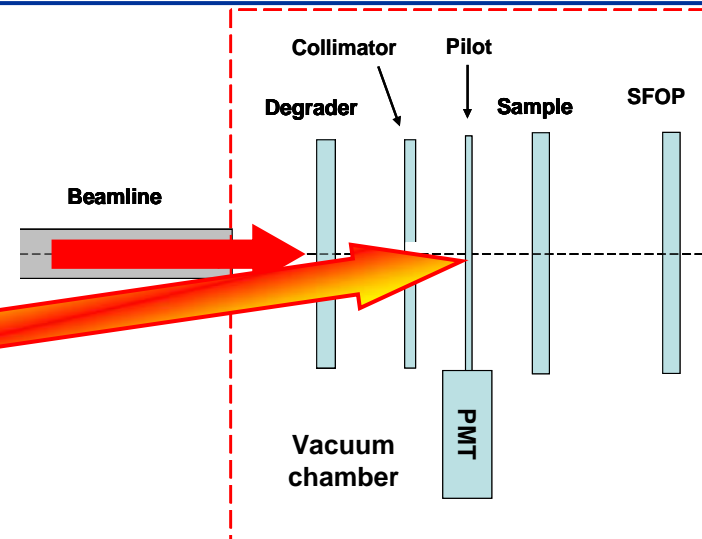 Collimator
Pilot
Degrader
Sample
SFOP
Beamline
PMT
Vacuum
chamber